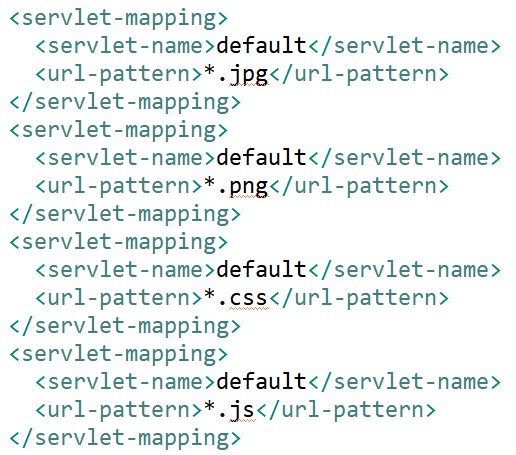 <servlet-mapping>
  <servlet-name>default</servlet-name>
  <url-pattern>*.jpg</url-pattern>
</servlet-mapping>
<servlet-mapping>
  <servlet-name>default</servlet-name>
  <url-pattern>*.png</url-pattern>
</servlet-mapping>
<servlet-mapping>
  <servlet-name>default</servlet-name>
  <url-pattern>*.css</url-pattern>
</servlet-mapping>
<servlet-mapping>
  <servlet-name>default</servlet-name>
  <url-pattern>*.js</url-pattern>
</servlet-mapping>